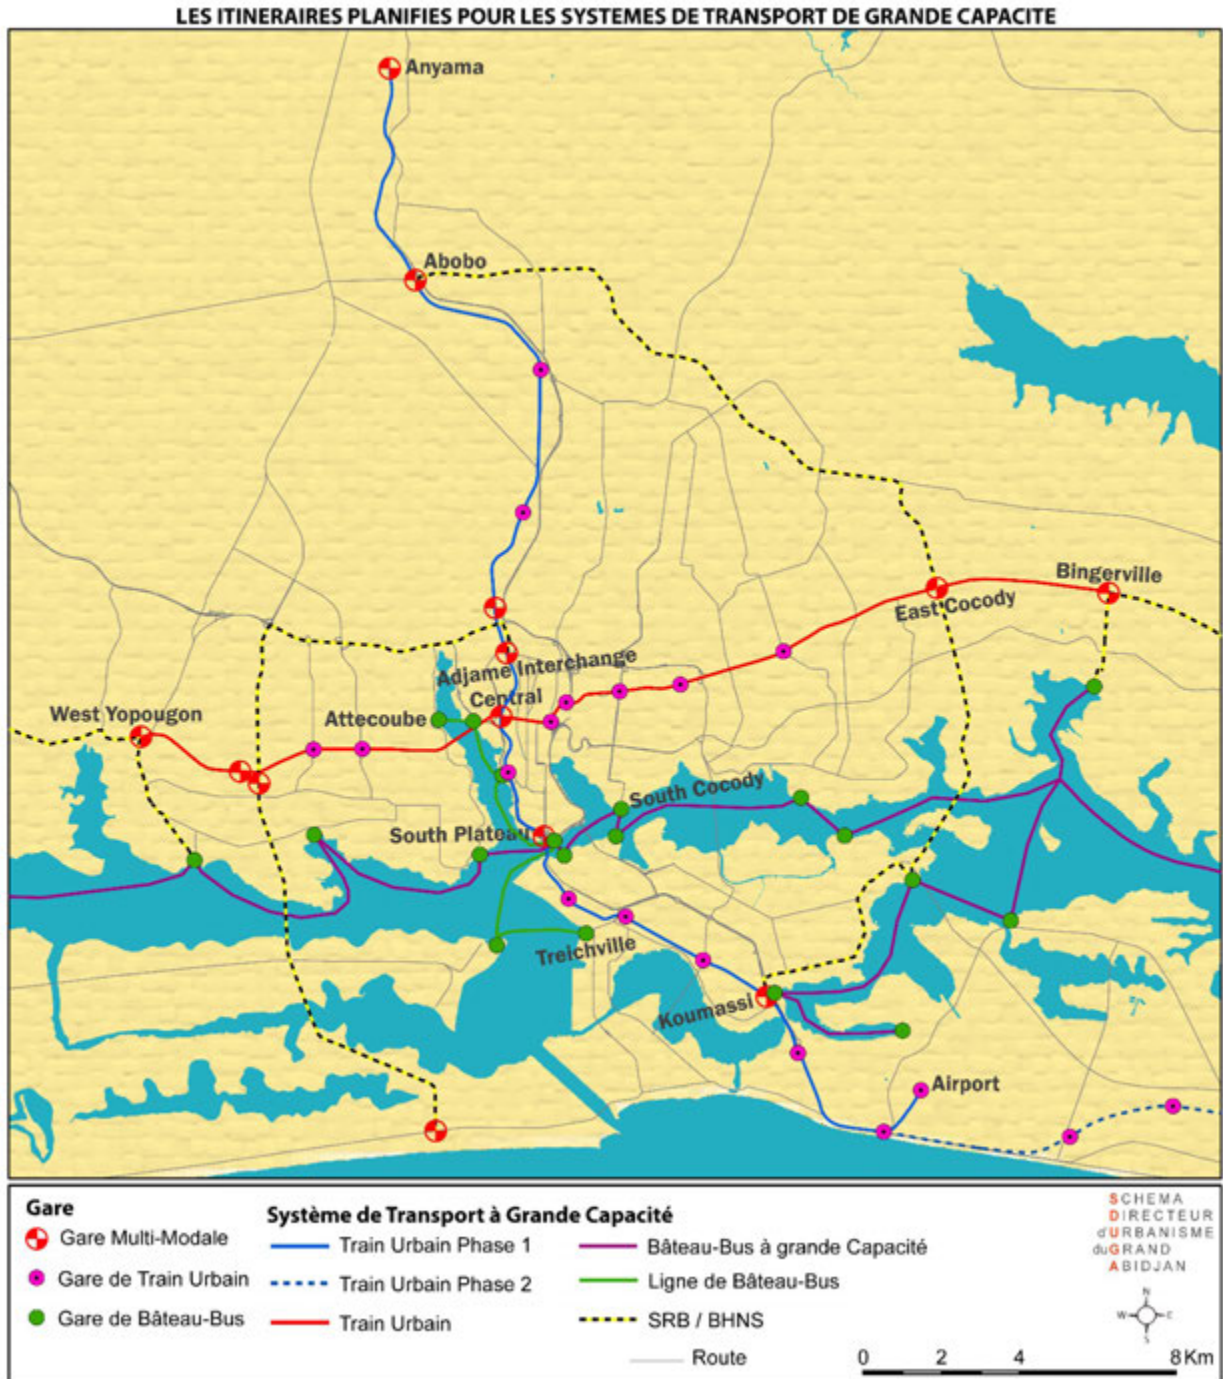 LES ITINERAIRES PLANIFIES POUR LES SYSTEMES DE TRANSPORT DE GRANDE CAPACITE
Anyama
Abobo
Bingerville
East Cocody
Adjame Interchange
Central
West Yopougon
Attecoube
South Cocody
South Plateau
Treichville
Koumassi
Airport
Gare
Gare Multi-Modale
Gare de Train Urbain
Gare de Bâteau-Bus
Système de Transport à Grande Capacité
Train Urbain Phase 1
Train Urbain Phase 2
Train Urbain
Bâteau-Bus à grande Capacité
Ligne de Bâteau-Bus
SRB / BHNS
Route
SCHEMA
DIRECTEUR
d'URBANISME
du GRAND
ABIDJAN
N
W E
S
0 2 4 8 Km